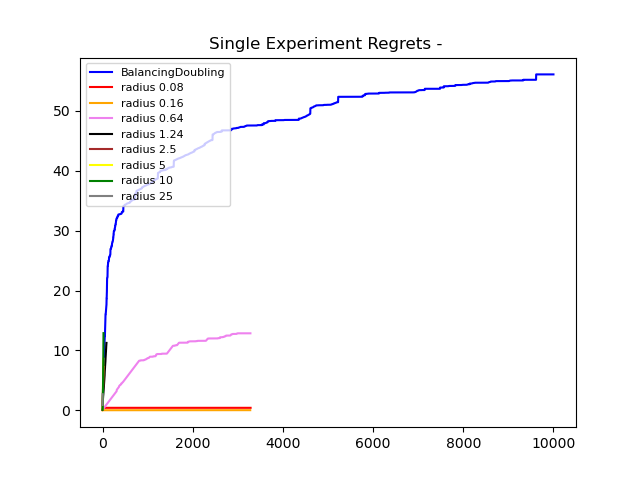 Single Experiment Regrets -
BalancingDoubling
radius 0.08
radius 0.16
radius 0.64
radius 1.24
radius 2.5
radius 5
radius 10
radius 25
50
40
30
20
10
0
0 2000 4000 6000 8000 10000